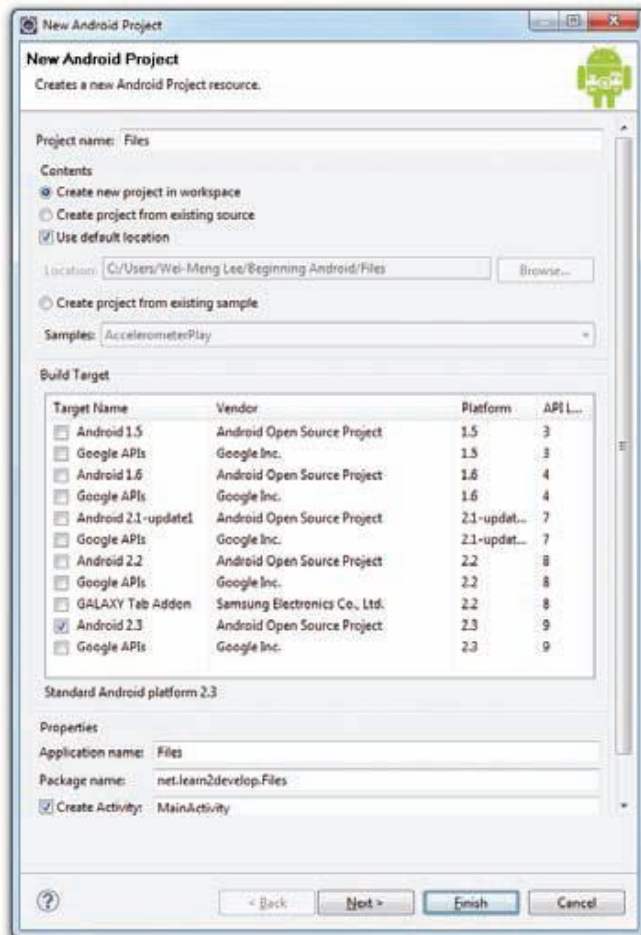 New Android Project
New Android Project
Creates a new Android Project resource.
Project name: Files
Contents
Create new project in workspace
Create project from existing source
Use default location
Location: C:/Users/Wei-Meng Lee/Beginning Android/Files Browse...
Create project from existing sample
Samples: AccelerometerPlay
Build Target
Target Name Vendor Platform API L...
Android 1.5 Android Open Source Project 1.5 3
Google APIs Google Inc. 1.5 3
Android 1.6 Android Open Source Project 1.6 4
Google APIs Google Inc. 1.6 4
Android 2.1-update1 Android Open Source Project 2.1-updat... 7
Google APIs Google Inc. 2.1-updat... 7
Android 2.2 Android Open Source Project 2.2 8
Google APIs Google Inc. 2.2 8
GALAXY Tab Addon Samsung Electronics Co., Ltd. 2.2 8
Android 2.3 Android Open Source Project 2.3 9
Google APIs Google Inc. 2.3 9
Standard Android platform 2.3
Properties
Application name: Files
Package name: net.learn2develop.Files
Create Activity: MainActivity
? < Back Next > Finish Cancel